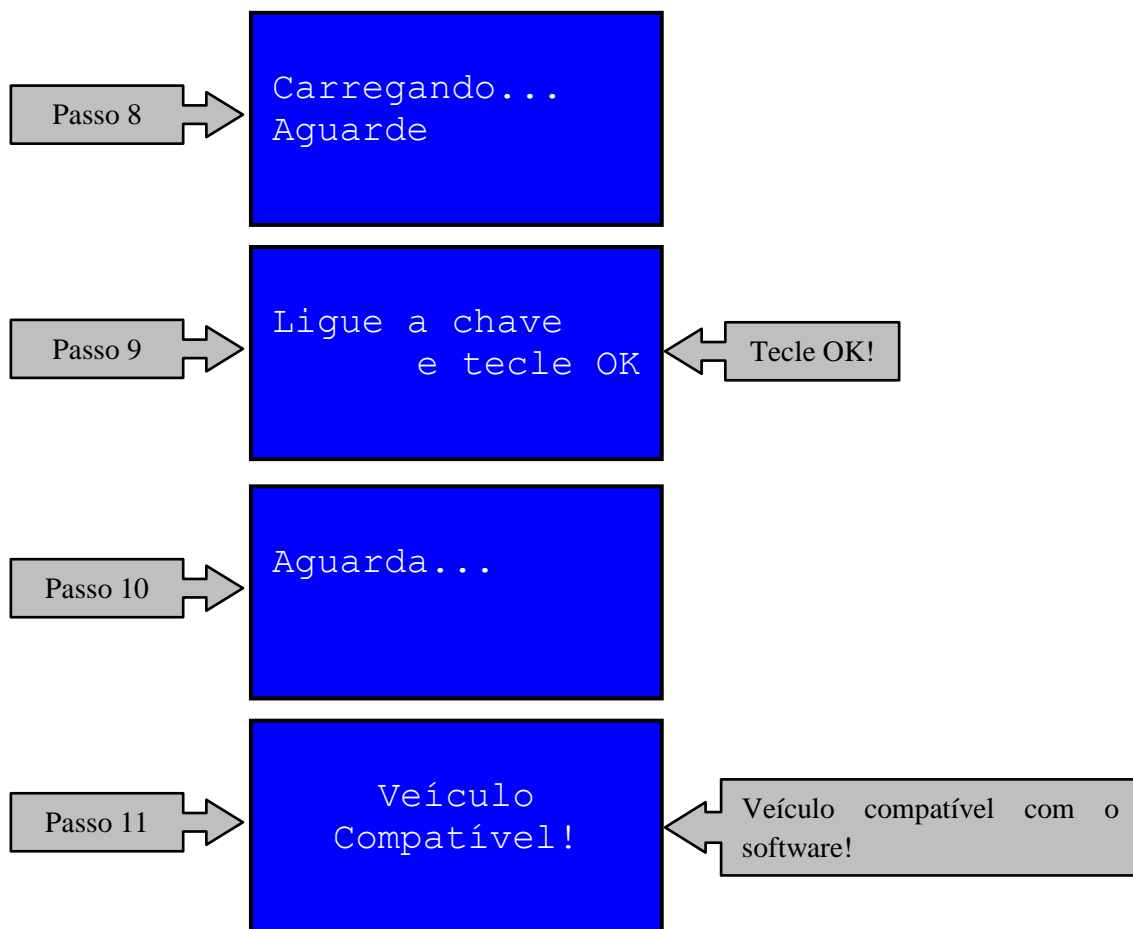 Passo 8
Carregando...
Aguarde
Passo 9
Ligue a chave
e tecle OK
Tecle OK!
Passo 10
Aguarda...
Passo 11
Veículo
Compatível!
Veículo compatível com o
software!